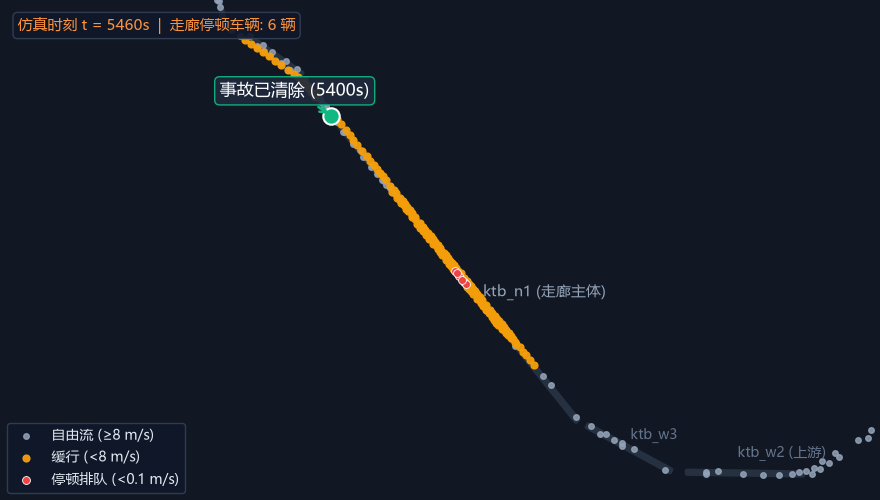 仿真时刻 t = 5460s | 走廊停顿车辆: 6 辆
事故已清除 (5400s)
ktb_n1 (走廊主体)
ktb_w3
ktb_w2 (上游)
自由流 (≥8 m/s)
缓行 (<8 m/s)
停顿排队 (<0.1 m/s)